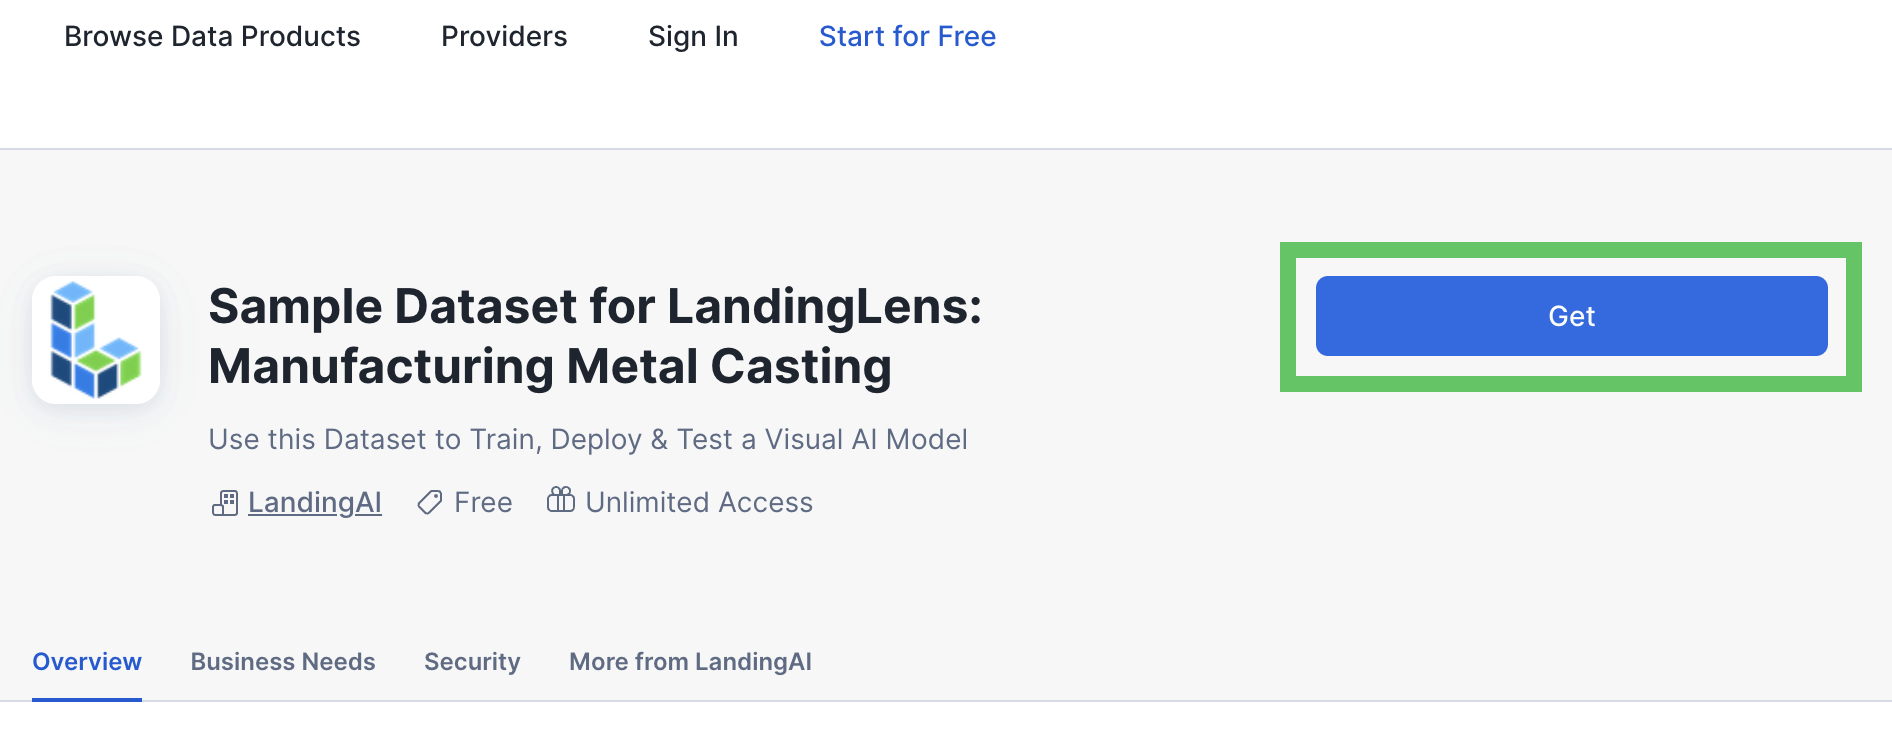 Browse Data Products Providers Sign In Start for Free
Sample Dataset for LandingLens:
Manufacturing Metal Casting
Get
Use this Dataset to Train, Deploy & Test a Visual AI Model
LandingAI Free Unlimited Access
Overview Business Needs Security More from LandingAI